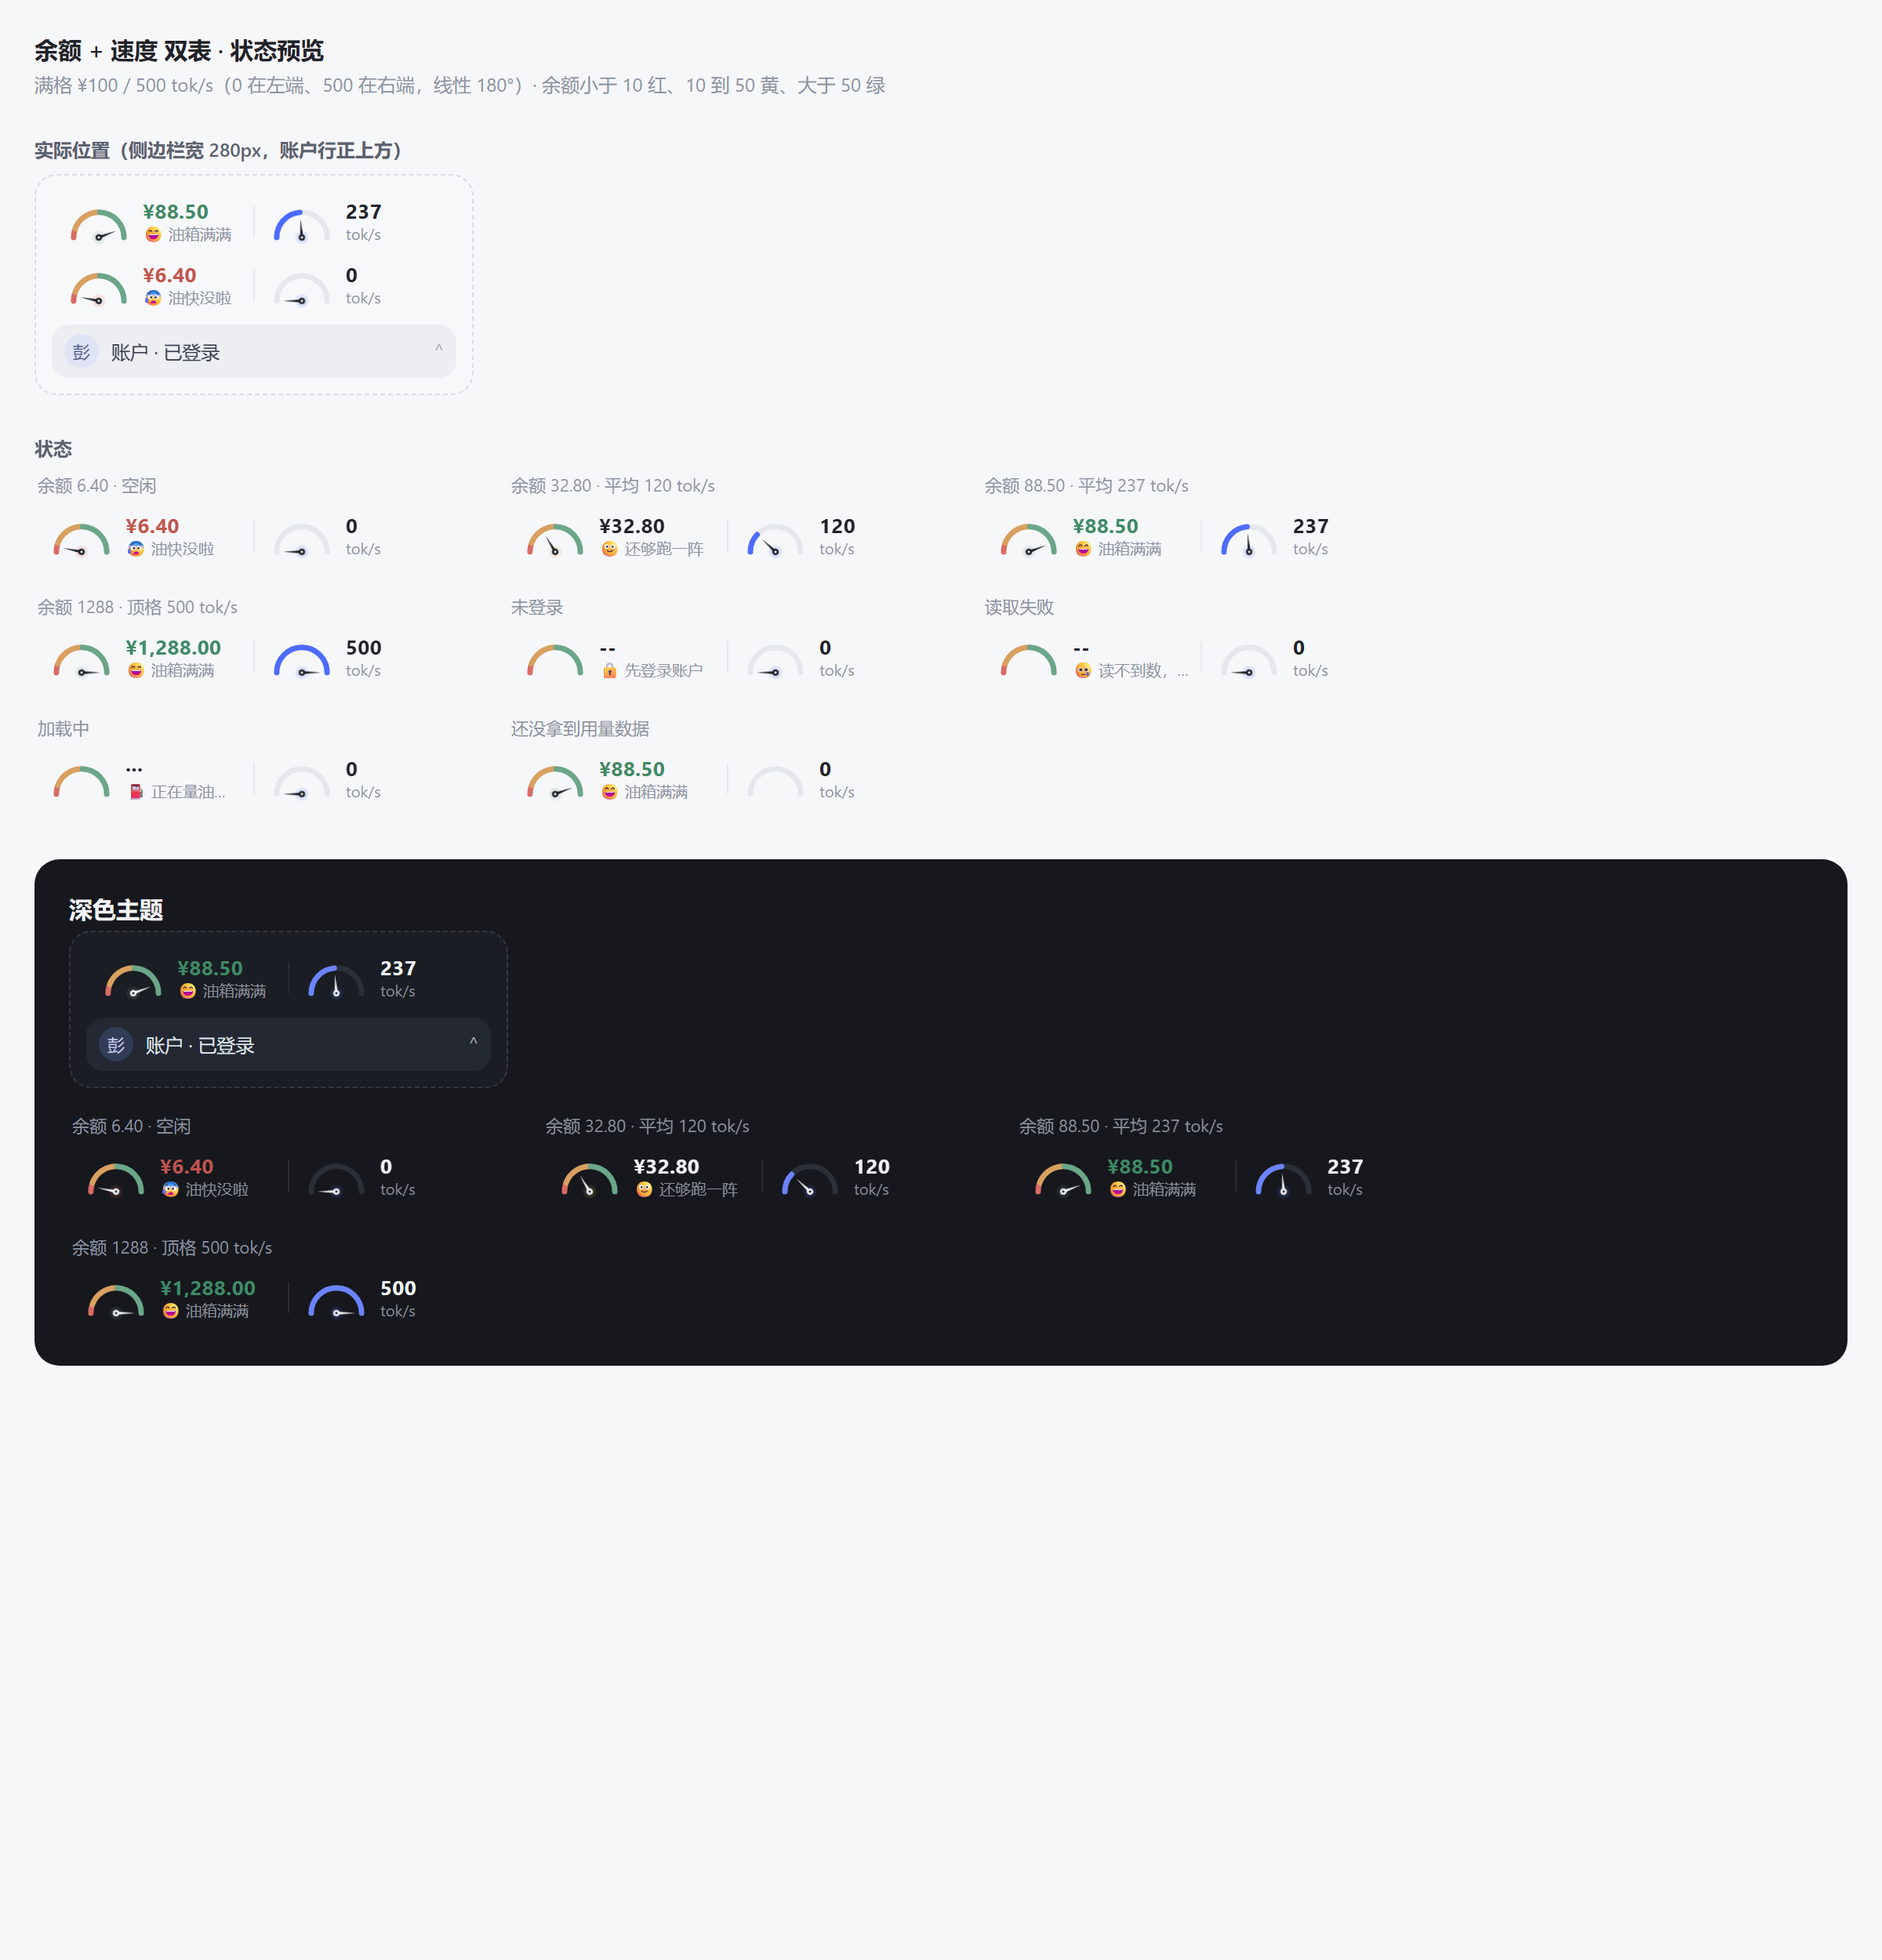 余额 + 速度 双表 · 状态预览
满格 ¥100 / 500 tok/s（0 在左端、500 在右端，线性 180°）· 余额小于 10 红、10 到 50 黄、大于 50 绿
实际位置（侧边栏宽 280px，账户行正上方）
¥88.50 237
😄 油箱满满 tok/s
¥6.40 0
😰 油快没啦 tok/s
彭 账户 · 已登录 ^
状态
余额 6.40 · 空闲 余额 32.80 · 平均 120 tok/s 余额 88.50 · 平均 237 tok/s
¥6.40 0 ¥32.80 120 ¥88.50 237
油快没啦 tok/s 还够跑一阵 tok/s 油箱满满 tok/s
余额 1288 · 顶格 500 tok/s 未登录 读取失败
¥1,288.00 500 -- 0 -- 0
油箱满满 tok/s 先登录账户 tok/s 读不到数，... tok/s
加载中 还没拿到用量数据
... 0 ¥88.50 0
正在量油... tok/s 油箱满满 tok/s
深色主题
¥88.50 237
油箱满满 tok/s
彭 账户 · 已登录 ^
余额 6.40 · 空闲 余额 32.80 · 平均 120 tok/s 余额 88.50 · 平均 237 tok/s
¥6.40 0 ¥32.80 120 ¥88.50 237
油快没啦 tok/s 还够跑一阵 tok/s 油箱满满 tok/s
余额 1288 · 顶格 500 tok/s
¥1,288.00 500
油箱满满 tok/s